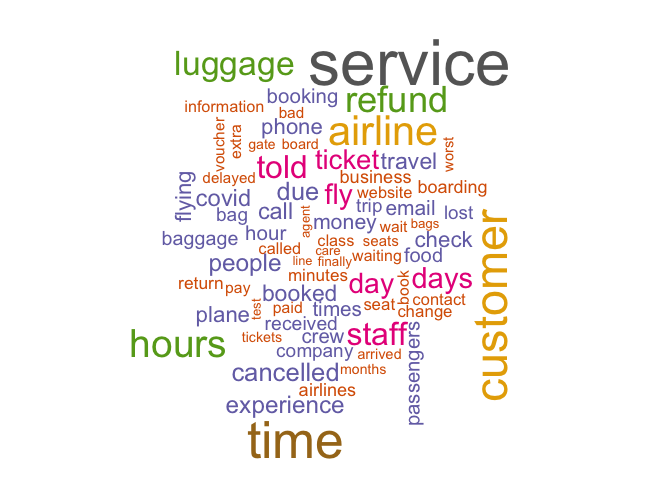 service
luggage
booking
refund
information
bad
voucher
extra
phone
airline
gate
board
worst
told
ticket
travel
delayed
business
flying
covid
due
fly
website
boarding
bag
call
agent
trip
email
lost
money
wait
bags
baggage
hour
class
seats
check
called
care
people
line
finally
waiting
food
minutes
return
pay
booked
day
book
days
customer
test
paid
times
seat
contact
change
plane
received
hours
tickets
crew
staff
passengers
company
arrived
cancelled
months
airlines
experience
time